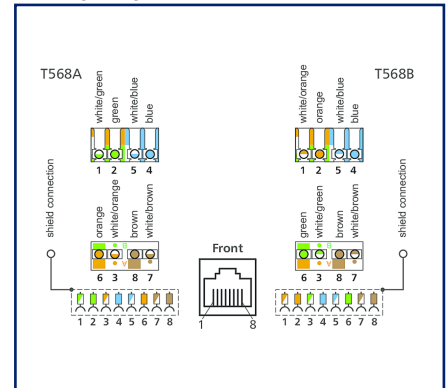 T568A
T568B
white/green
green
white/blue
blue
white/orange
orange
white/blue
blue
1 2 5 4
1 2 5 4
shield connection
shield connection
orange
white/orange
brown
white/brown
green
white/green
brown
white/brown
B
A
B
A
6 3 8 7
6 3 8 7
Front
1 8
1 2 3 4 5 6 7 8
1 2 3 4 5 6 7 8